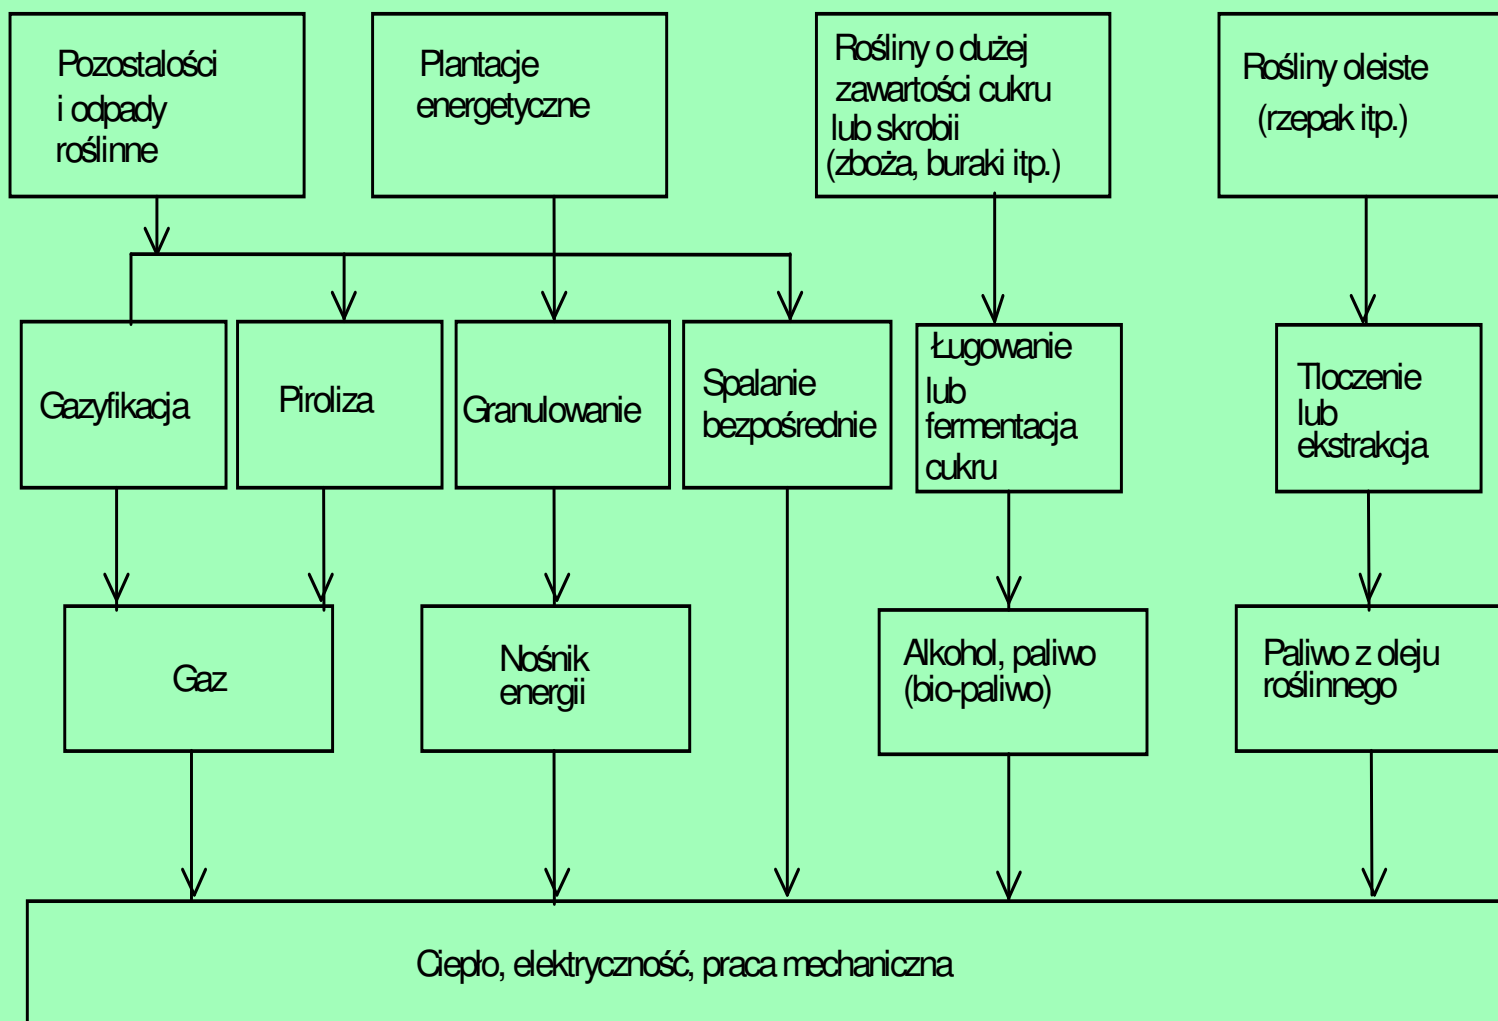 Pozostalości
i odpady
roślinne
Plantacje
energetyczne
Rośliny o dużej
zawartości cukru
lub skrobii
(zboża, buraki itp.)
Rośliny oleiste
(rzepak itp.)
Gazyfikacja
Piroliza
Granulowanie
Spalanie
bezpośrednie
Ługowanie
lub
fermentacja
cukru
Tloczenie
lub
ekstrakcja
Gaz
Nośnik
energii
Alkohol, paliwo
(bio-paliwo)
Paliwo z oleju
roślinnego
Ciepło, elektryczność, praca mechaniczna